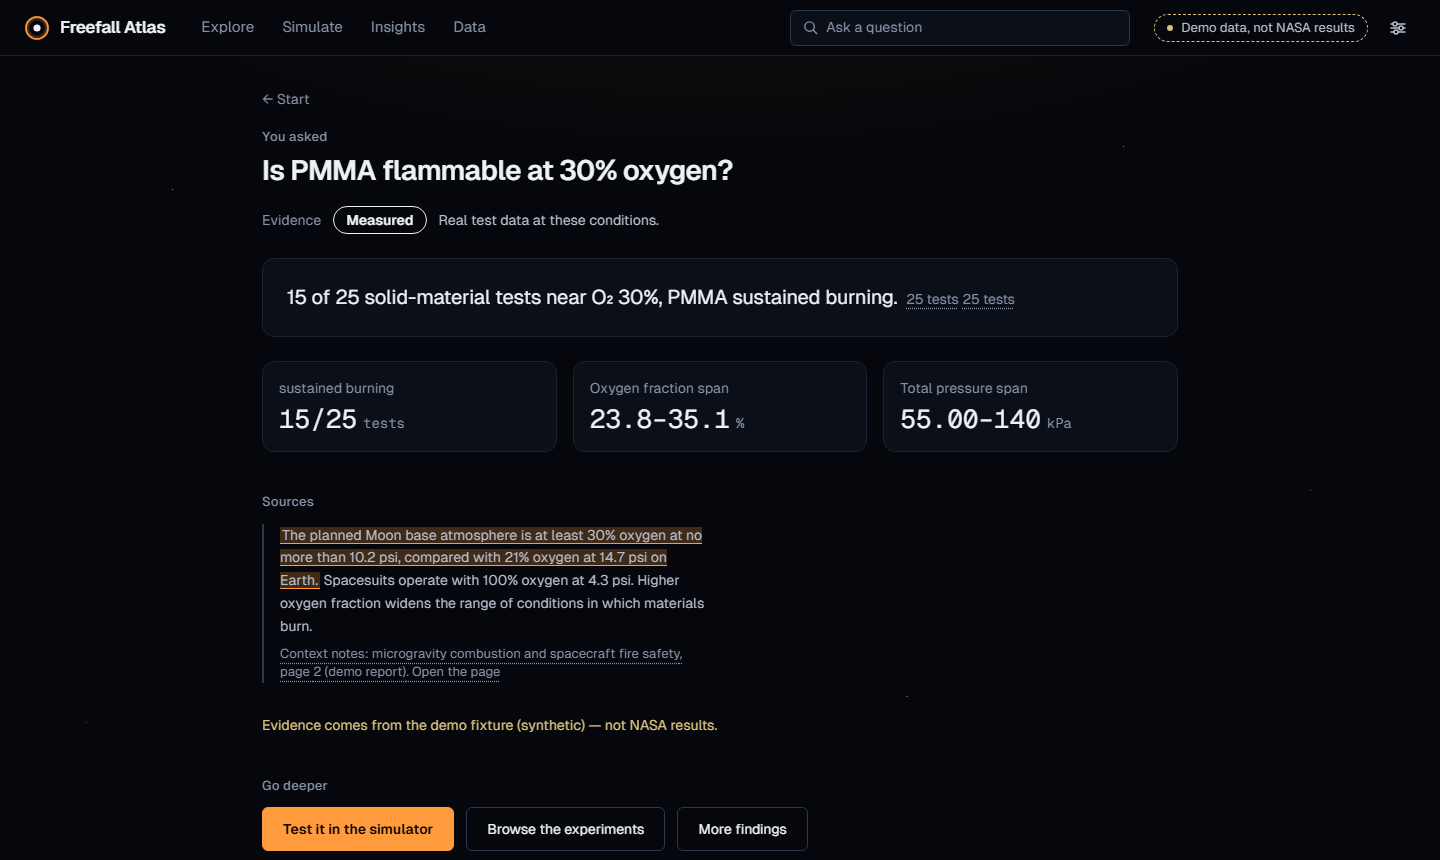 Freefall Atlas Explore Simulate Insights Data Ask a question Demo data, not NASA results
← Start
You asked
Is PMMA flammable at 30% oxygen?
Evidence Measured Real test data at these conditions.
15 of 25 solid-material tests near O₂ 30%, PMMA sustained burning. 25 tests 25 tests
sustained burning Oxygen fraction span Total pressure span
15/25 tests 23.8–35.1 % 55.00–140 kPa
Sources
The planned Moon base atmosphere is at least 30% oxygen at no
more than 10.2 psi, compared with 21% oxygen at 14.7 psi on
Earth. Spacesuits operate with 100% oxygen at 4.3 psi. Higher
oxygen fraction widens the range of conditions in which materials
burn.
Context notes: microgravity combustion and spacecraft fire safety,
page 2 (demo report). Open the page
Evidence comes from the demo fixture (synthetic) — not NASA results.
Go deeper
Test it in the simulator Browse the experiments More findings